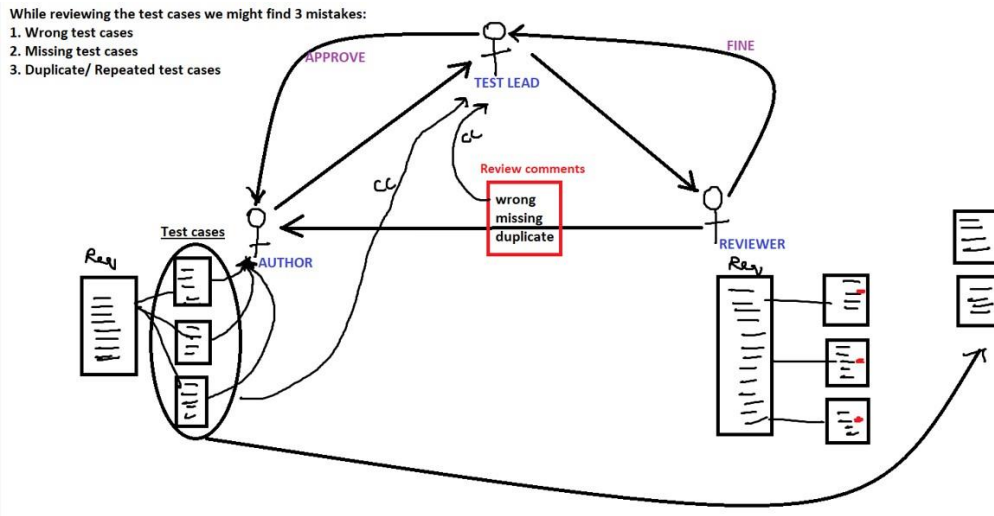 While reviewing the test cases we might find 3 mistakes:
1. Wrong test cases
2. Missing test cases
3. Duplicate/ Repeated test cases
APPROVE
FINE
TEST LEAD
CC
CC
Review comments
wrong
missing
duplicate
Test cases
AUTHOR
REVIEWER
Req
Req